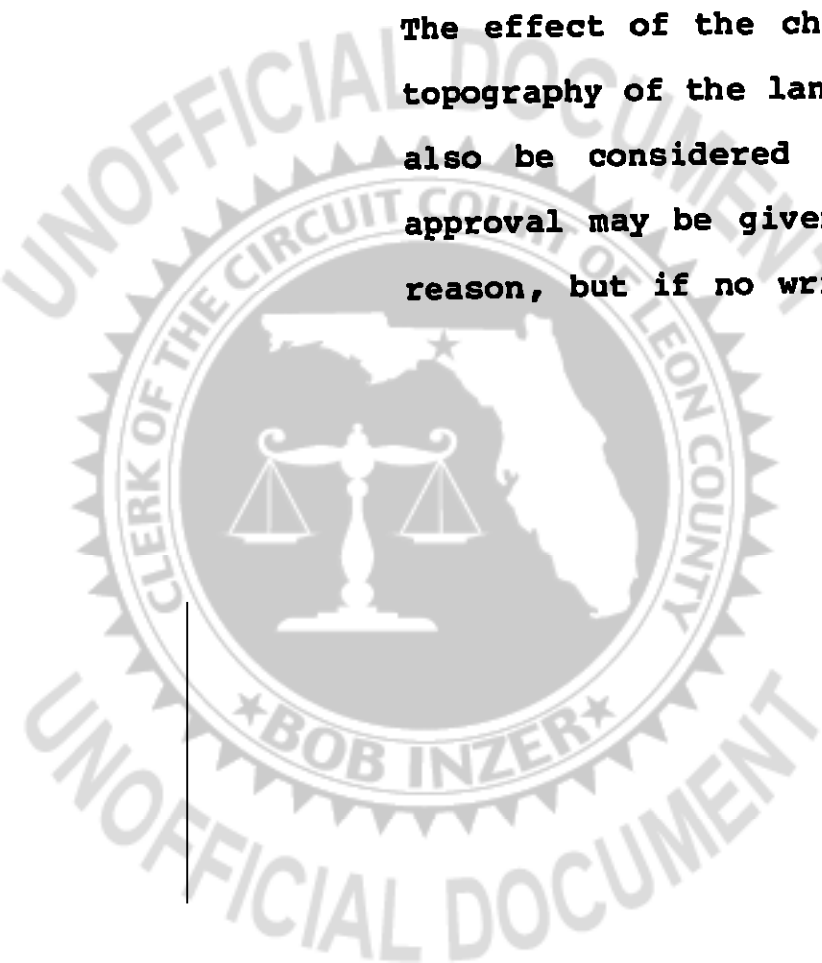 The effect of the ch
topography of the lan
also be considered
approval may be give
reason, but if no wr
UNOFFICIAL DOCUMENT
CLERK OF THE CIRCUIT COURT OF LEON COUNTY
★BOB INZER★
UNOFFICIAL DOCUMENT